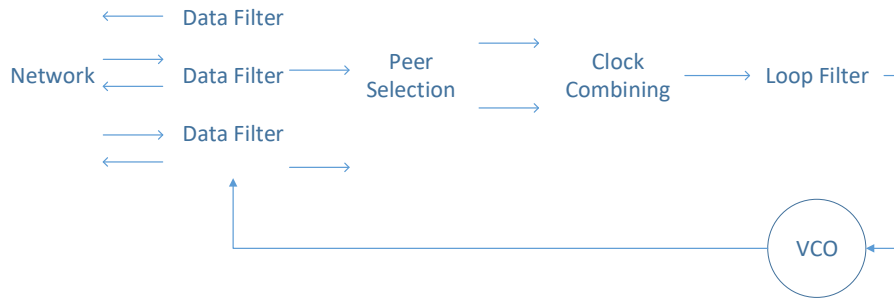 Data Filter
Network
Data Filter
Data Filter
Peer
Selection
Clock
Combining
Loop Filter
VCO